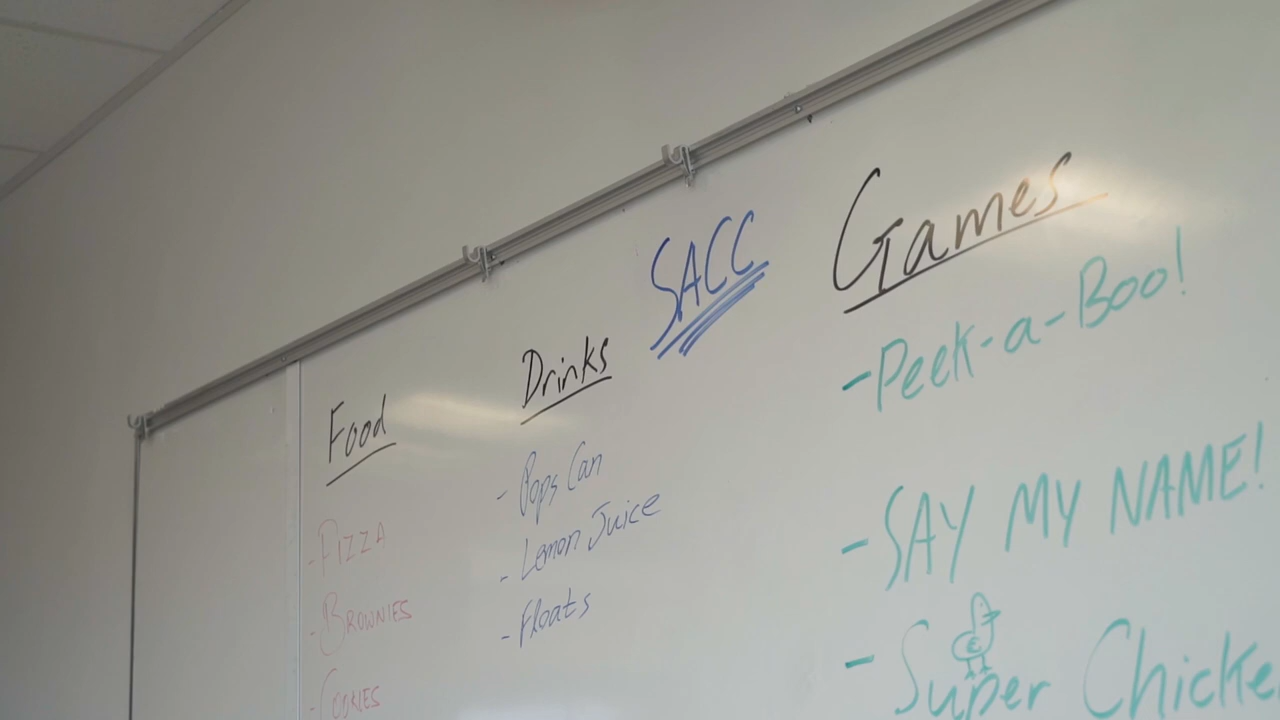 SACC
Food
- PIZZA
- BROWNIES
- COOKIES
Drinks
- Pops Can
- Lemon Juice
- Floats
Games
- Peek-a-Boo!
- SAY MY NAME!
- Super Chicke